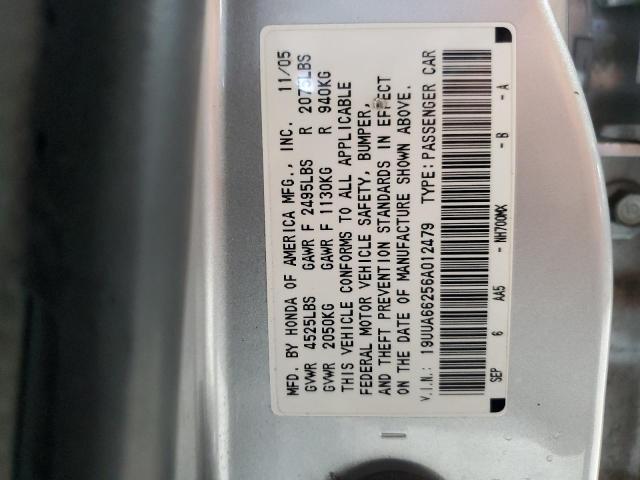 MFD. BY HONDA OF AMERICA MFG., INC. 11/05
GVWR 4525LBS GAWR F 2495LBS R LBS
GVWR 2050KG GAWR F 1130KG R 940KG
THIS VEHICLE CONFORMS TO ALL APPLICABLE
FEDERAL MOTOR VEHICLE SAFETY, BUMPER,
AND THEFT PREVENTION STANDARDS IN EFFECT
ON THE DATE OF MANUFACTURE SHOWN ABOVE.
V.I.N.: 19UUA66256A012479 TYPE: PASSENGER CAR
SEP 6 AA5 - NH700MX - B - A